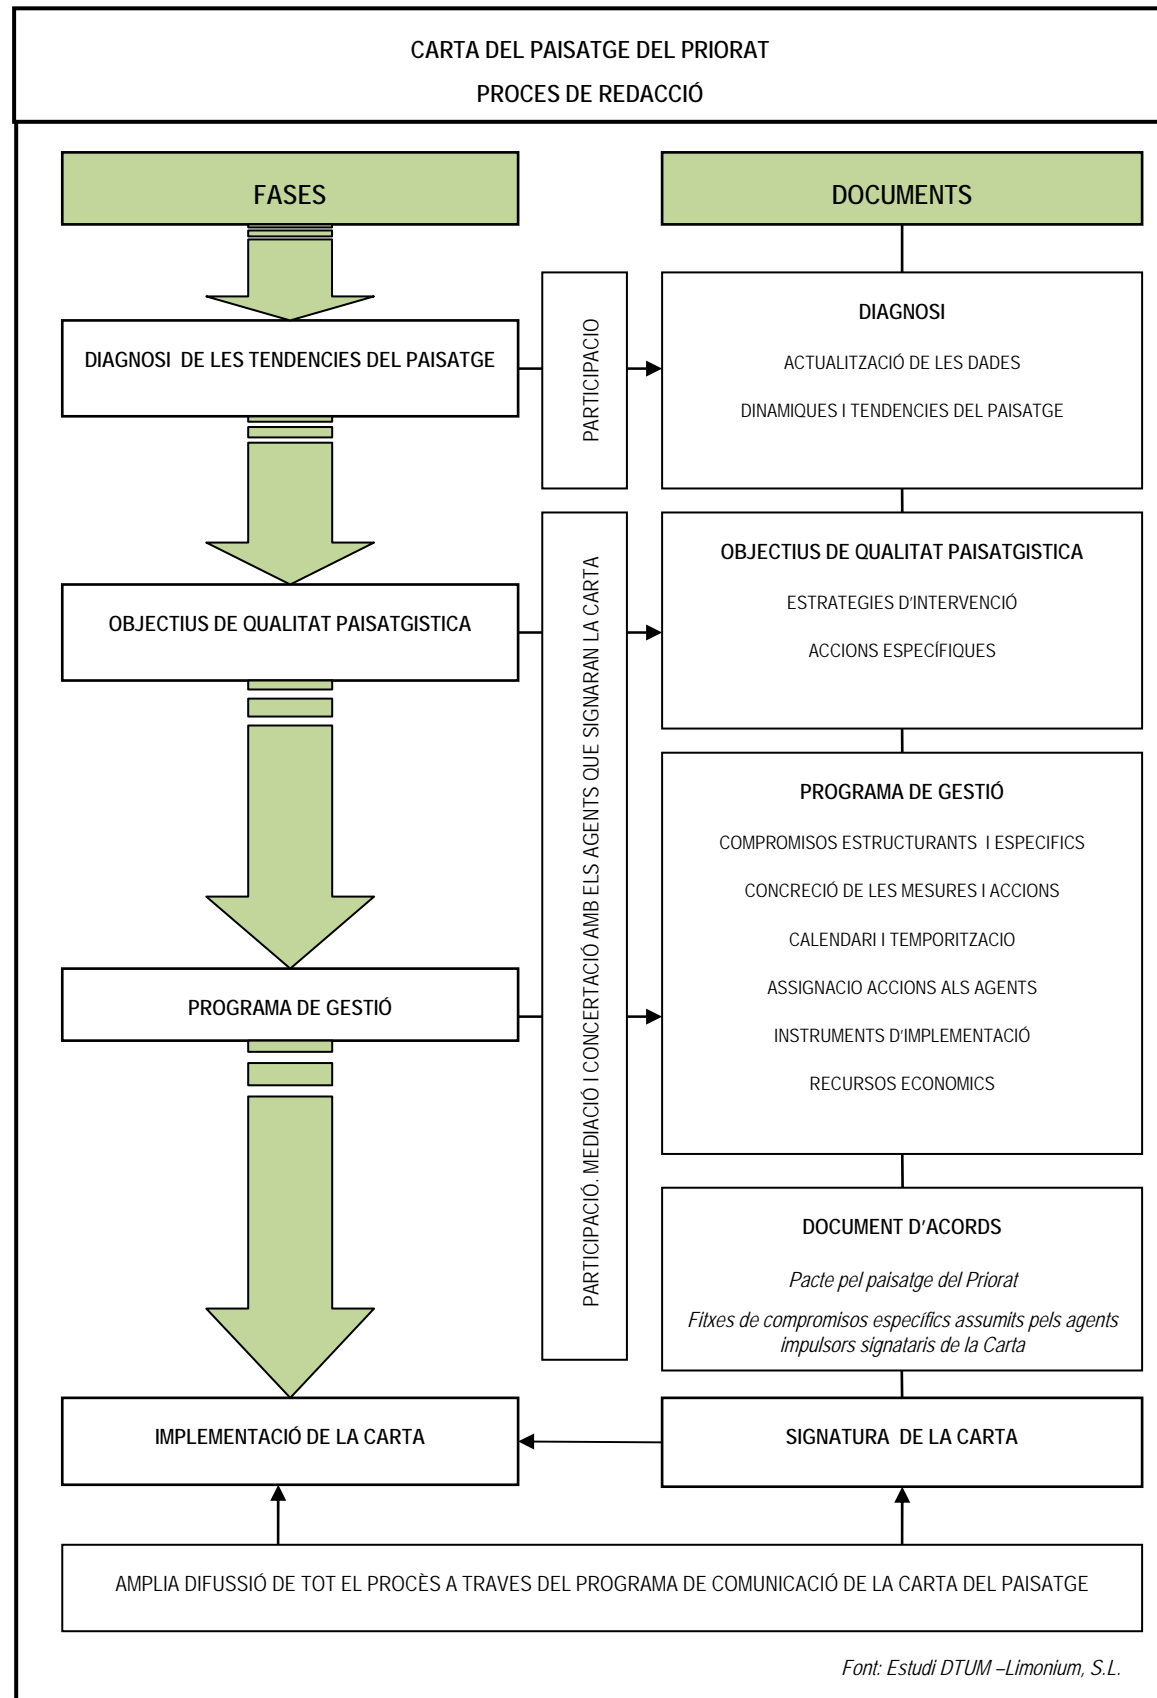 CARTA DEL PAISATGE DEL PRIORAT
PROCES DE REDACCIÓ
FASES
DOCUMENTS
DIAGNOSI DE LES TENDENCIES DEL PAISATGE
PARTICIPACIO
DIAGNOSI
ACTUALITZACIÓ DE LES DADES
DINAMIQUES I TENDENCIES DEL PAISATGE
OBJECTIUS DE QUALITAT PAISATGISTICA
PARTICIPACIÓ. MEDIACIÓ I CONCERTACIÓ AMB ELS AGENTS QUE SIGNARAN LA CARTA
OBJECTIUS DE QUALITAT PAISATGISTICA
ESTRATEGIES D'INTERVENCIÓ
ACCIONS ESPECÍFIQUES
PROGRAMA DE GESTIÓ
PROGRAMA DE GESTIÓ
COMPROMISOS ESTRUCTURANTS I ESPECIFICS
CONCRECIÓ DE LES MESURES I ACCIONS
CALENDARI I TEMPORITZACIO
ASSIGNACIO ACCIONS ALS AGENTS
INSTRUMENTS D'IMPLEMENTACIÓ
RECURSOS ECONOMICS
DOCUMENT D'ACORDS
Pacte pel paisatge del Priorat
Fitxes de compromisos específics assumits pels agents
impulsors signataris de la Carta
IMPLEMENTACIÓ DE LA CARTA
SIGNATURA DE LA CARTA
AMPLIA DIFUSSIÓ DE TOT EL PROCÈS A TRAVES DEL PROGRAMA DE COMUNICACIÓ DE LA CARTA DEL PAISATGE
Font: Estudi DTUM –Limonium, S.L.